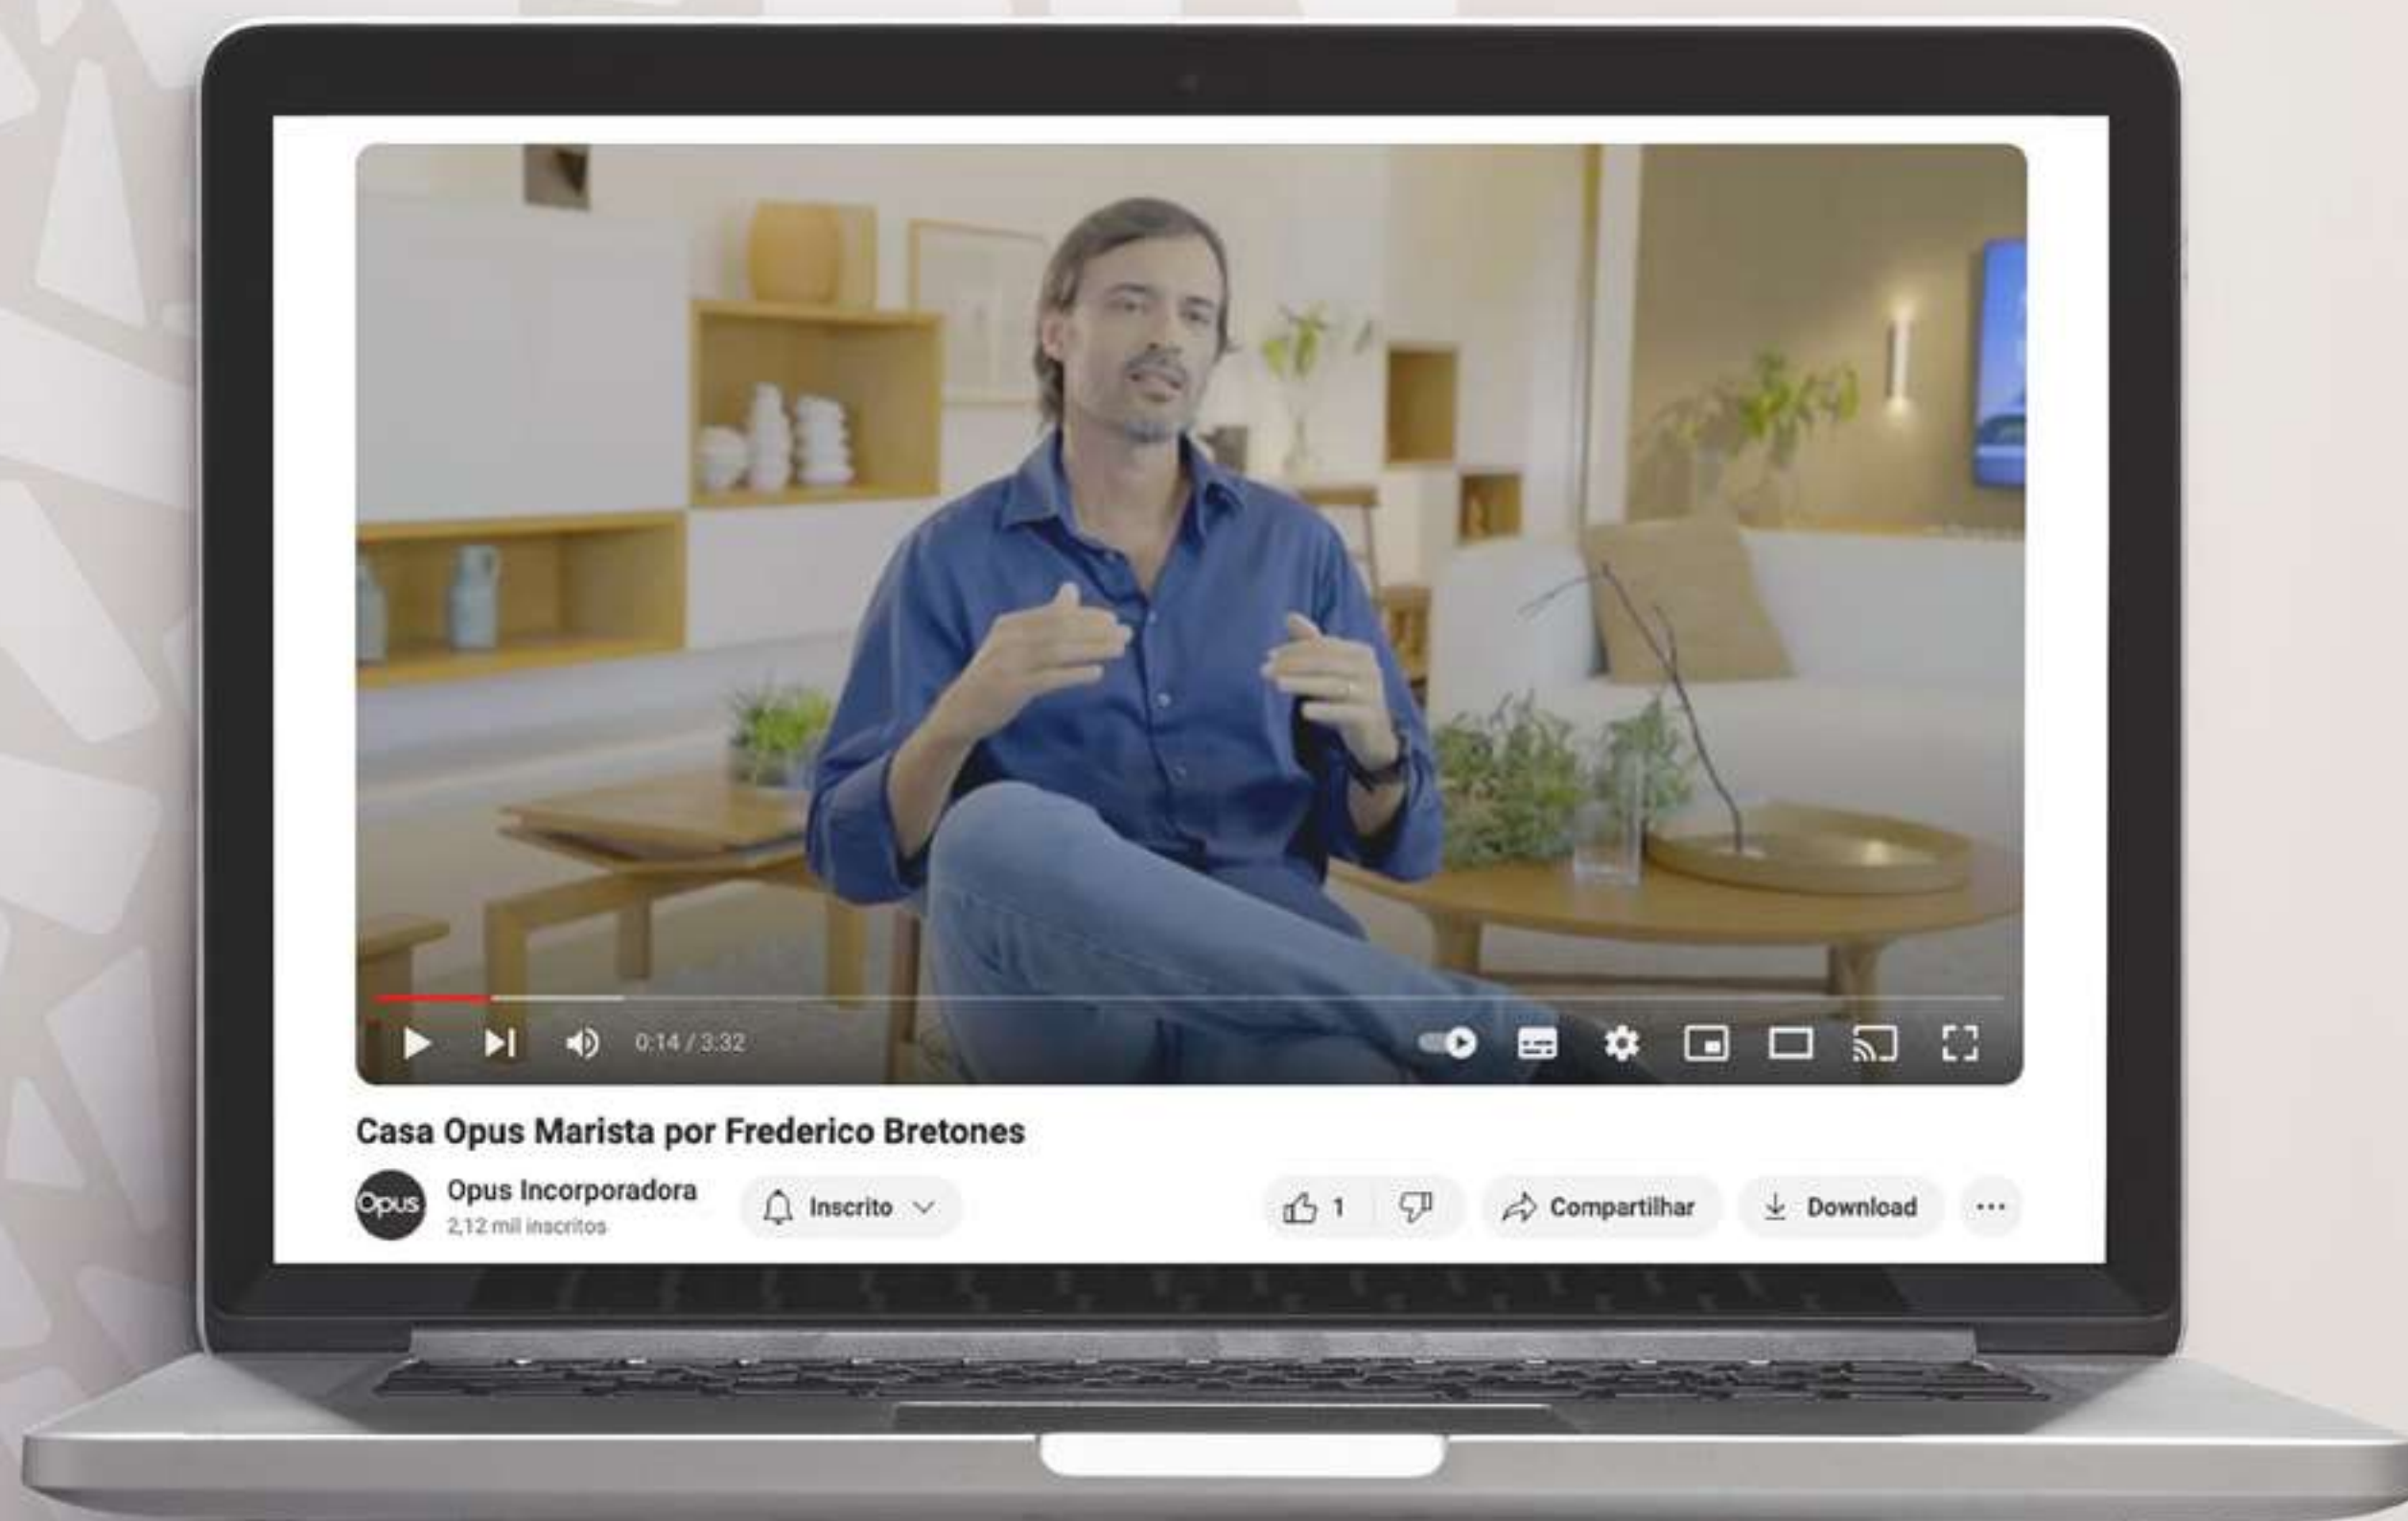 0:14 / 3:32
Casa Opus Marista por Frederico Bretones
Opus
Opus Incorporadora
2,12 mil inscritos
Inscrito
1
Compartilhar
Download